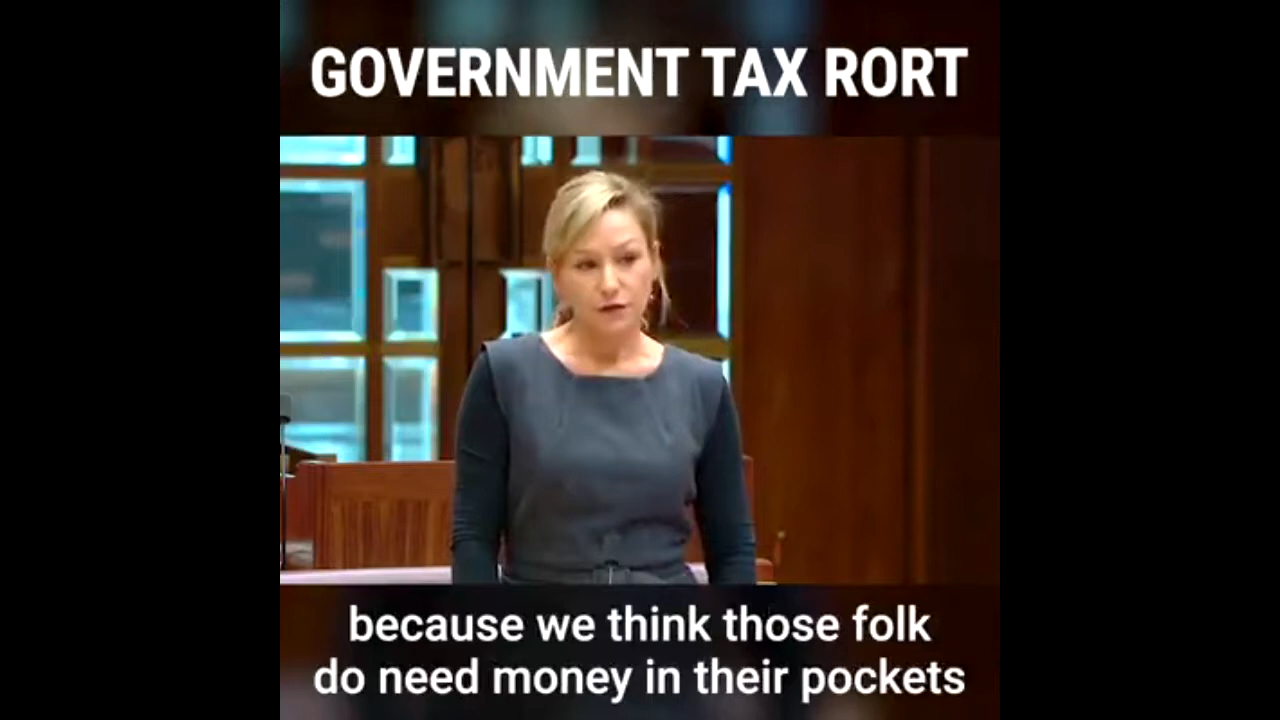 GOVERNMENT TAX RORT
because we think those folk
do need money in their pockets